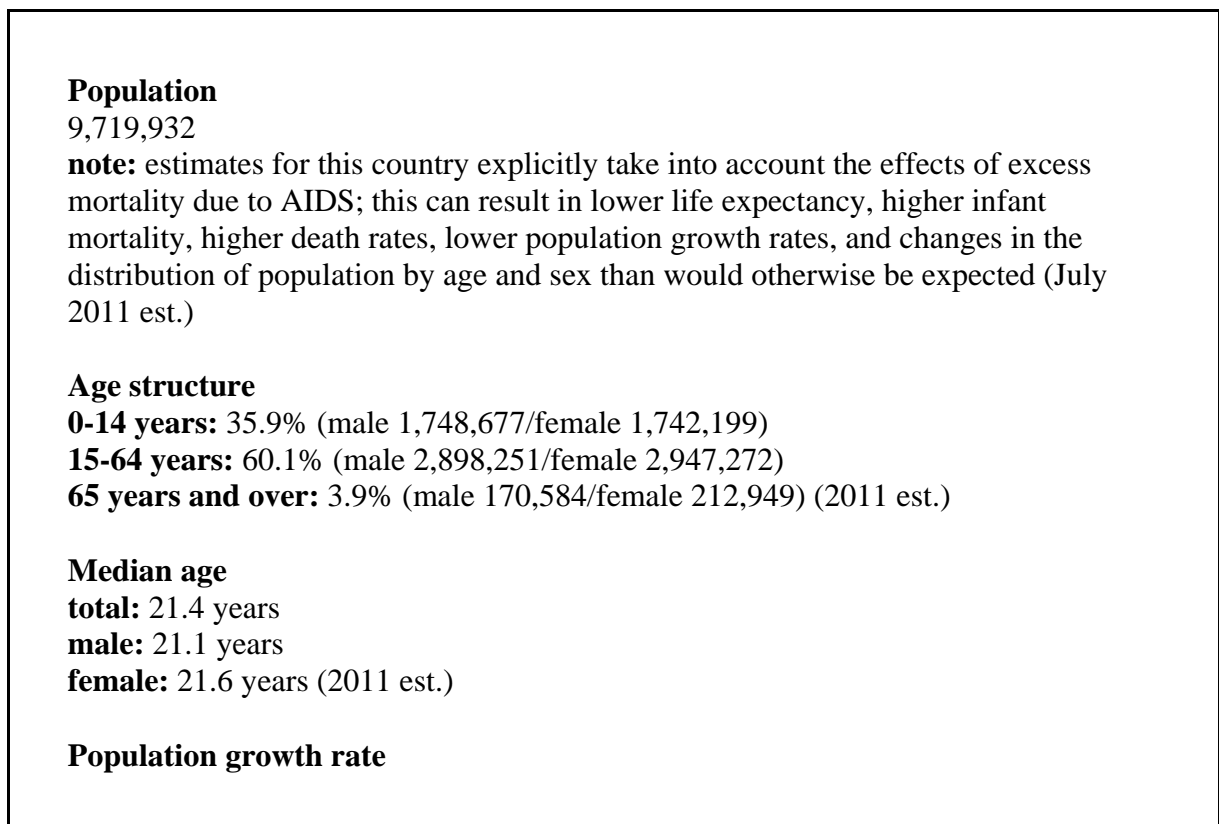 Population
9,719,932
note: estimates for this country explicitly take into account the effects of excess
mortality due to AIDS; this can result in lower life expectancy, higher infant
mortality, higher death rates, lower population growth rates, and changes in the
distribution of population by age and sex than would otherwise be expected (July
2011 est.)
Age structure
0-14 years: 35.9% (male 1,748,677/female 1,742,199)
15-64 years: 60.1% (male 2,898,251/female 2,947,272)
65 years and over: 3.9% (male 170,584/female 212,949) (2011 est.)
Median age
total: 21.4 years
male: 21.1 years
female: 21.6 years (2011 est.)
Population growth rate